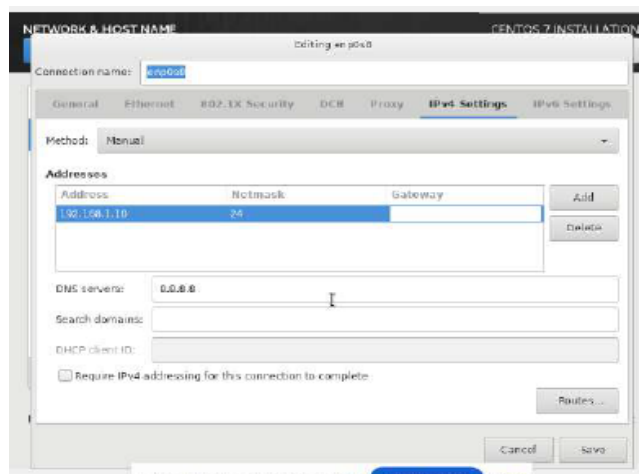 NETWORK & HOST NAME
CENTOS 7 INSTALLATION
Editing enp0s8
Connection name: enp0s8
General Ethernet 802.1X Security DCB Proxy IPv4 Settings IPv6 Settings
Method: Manual
Addresses
Address Netmask Gateway
192.168.1.10 24
Add
Delete
DNS servers: 8.8.8.8
Search domains:
DHCP client ID:
Require IPv4 addressing for this connection to complete
Routes...
Cancel Save